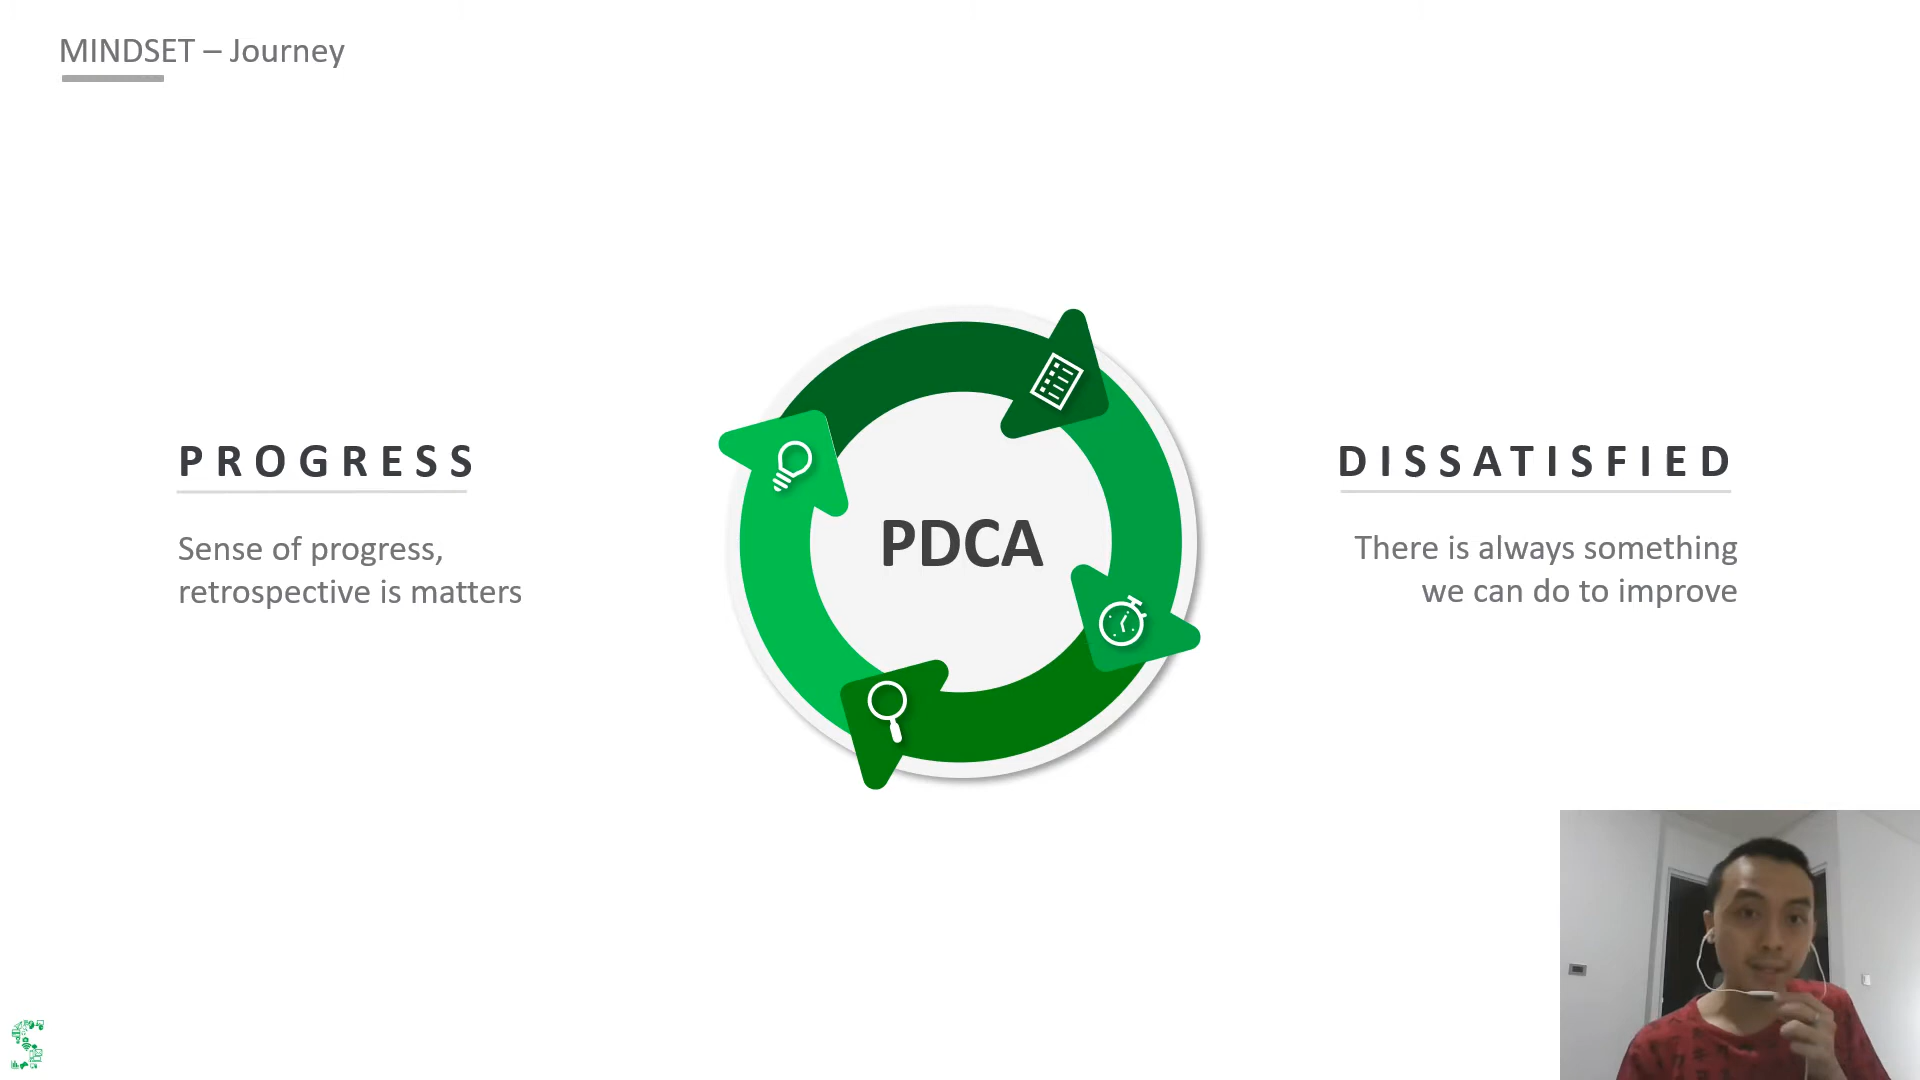 MINDSET – Journey
PROGRESS
Sense of progress,
retrospective is matters
PDCA
DISSATISFIED
There is always something
we can do to improve